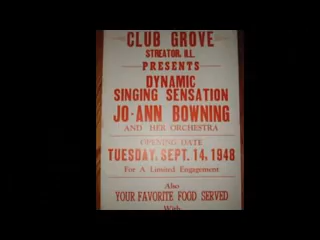 CLUB GROVE
STREATOR, ILL.
PRESENTS
DYNAMIC
SINGING SENSATION
JO-ANN BOWNING
AND HER ORCHESTRA
OPENING DATE
TUESDAY, SEPT. 14, 1948
For A Limited Engagement
Also
YOUR FAVORITE FOOD SERVED
With